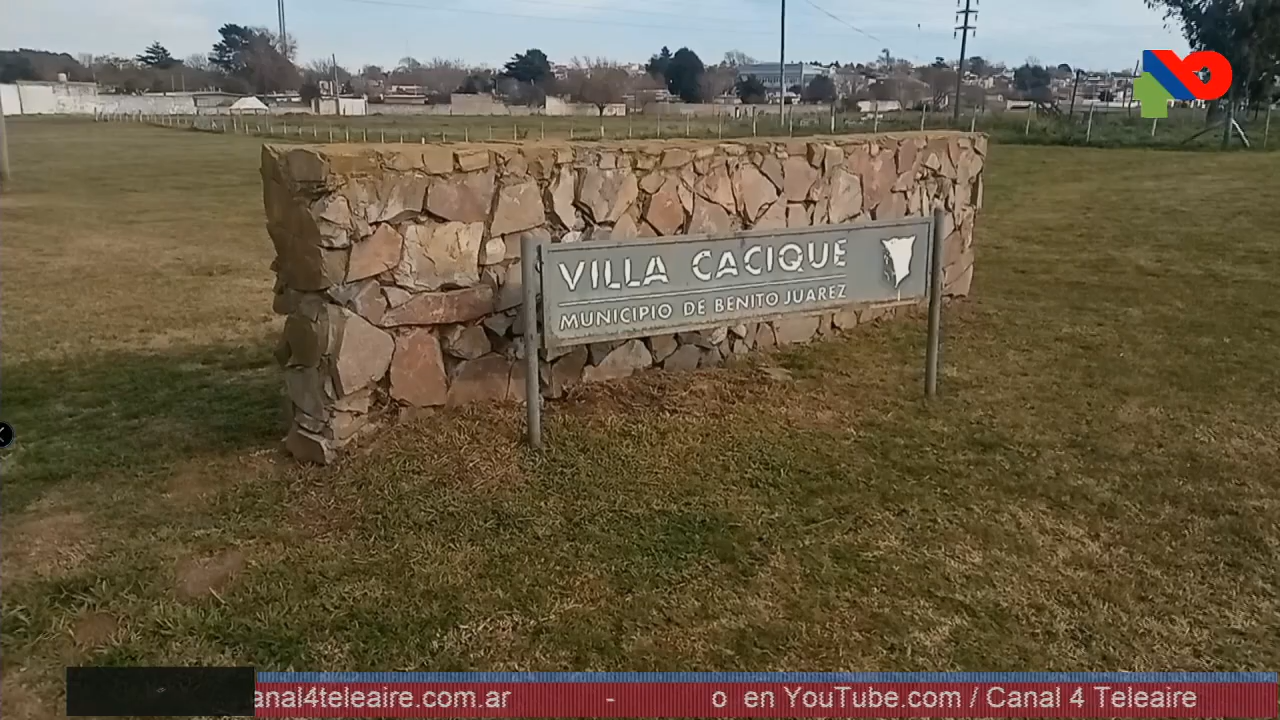 VILLA CACIQUE
MUNICIPIO DE BENITO JUAREZ
anal4teleaire.com.ar - o en YouTube.com / Canal 4 Teleaire